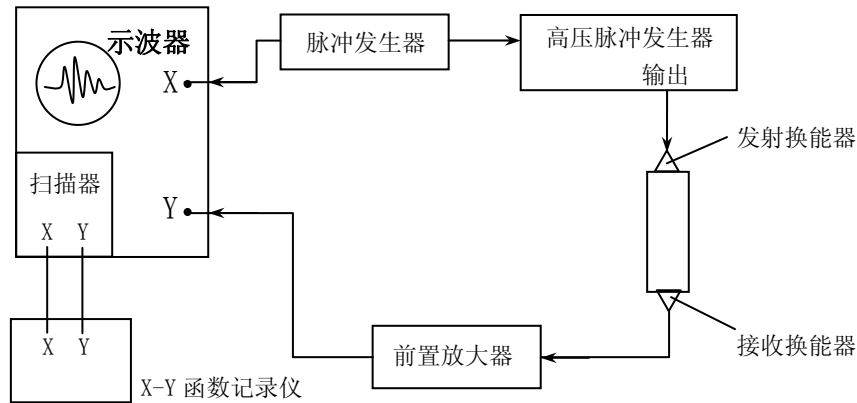 示波器
X
Y
扫描器
X Y
X Y
X-Y 函数记录仪
脉冲发生器
高压脉冲发生器
输出
发射换能器
接收换能器
前置放大器